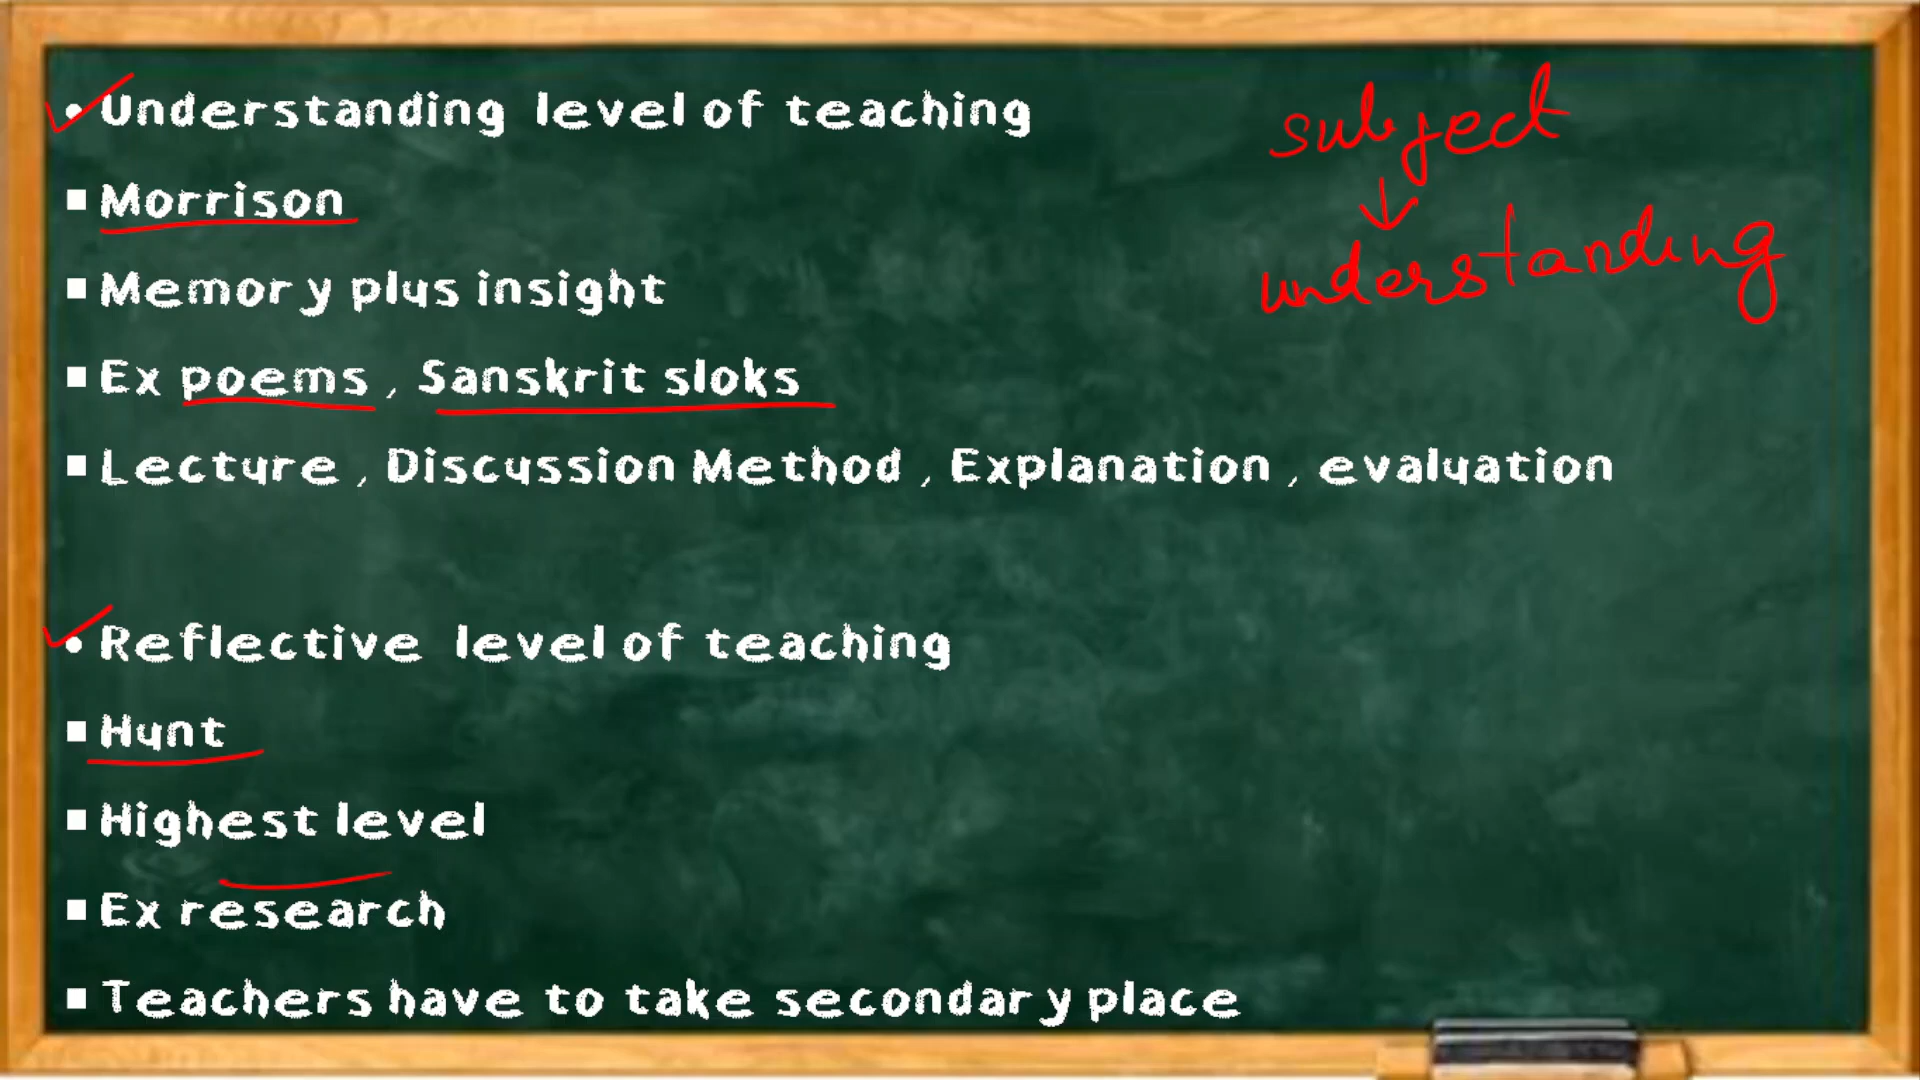 • Understanding level of teaching
▪ Morrison
▪ Memory plus insight
▪ Ex poems , Sanskrit sloks
▪ Lecture , Discussion Method , Explanation , evaluation
• Reflective level of teaching
▪ Hunt
▪ Highest level
▪ Ex research
▪ Teachers have to take secondary place
subject
↓
understanding